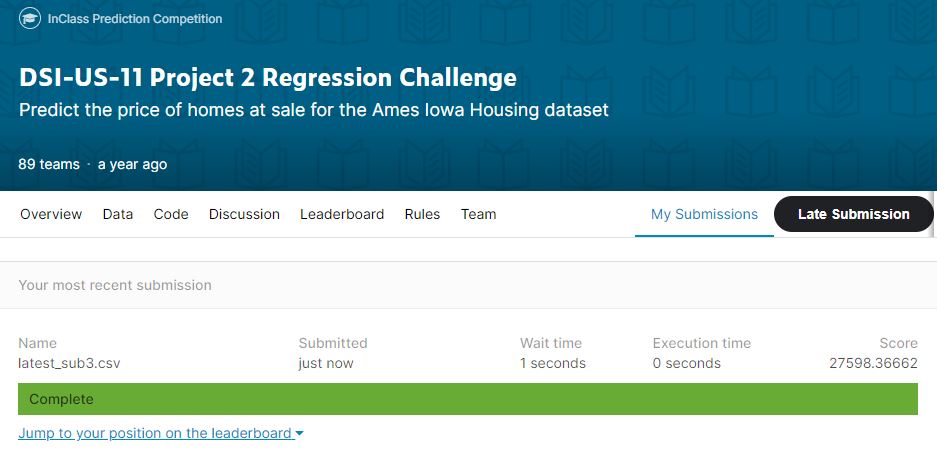 InClass Prediction Competition
DSI-US-11 Project 2 Regression Challenge
Predict the price of homes at sale for the Ames Iowa Housing dataset
89 teams · a year ago
Overview Data Code Discussion Leaderboard Rules Team My Submissions Late Submission
Your most recent submission
Name Submitted Wait time Execution time Score
latest_sub3.csv just now 1 seconds 0 seconds 27598.36662
Complete
Jump to your position on the leaderboard